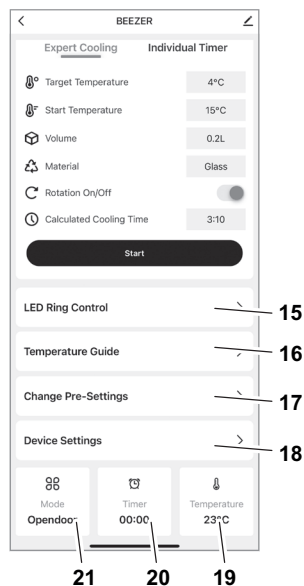 BEEZER
Expert Cooling Individual Timer
Target Temperature 4°C
Start Temperature 15°C
Volume 0.2L
Material Glass
Rotation On/Off
Calculated Cooling Time 3:10
Start
LED Ring Control 15
Temperature Guide 16
Change Pre-Settings 17
Device Settings 18
Mode Timer Temperature
Opendoor 00:00 23°C
21 20 19